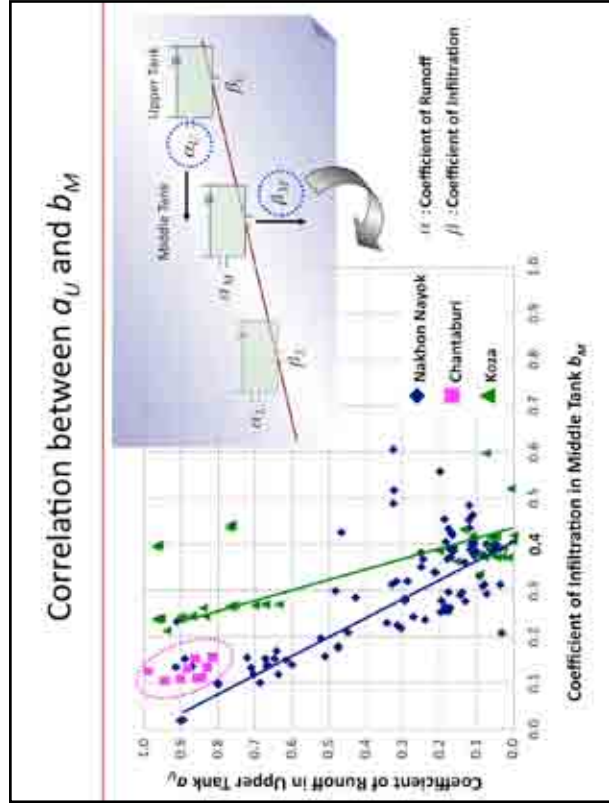 Correlation between a_U and b_M
Upper Tank
α_U
β_U
Middle Tank
α_M
β_M
α_L
β_L
α :Coefficient of Runoff
β :Coefficient of Infiltration
Coefficient of Runoff in Upper Tank a_U
1.0
0.9
0.8
0.7
0.6
0.5
0.4
0.3
0.2
0.1
0.0
0.0
0.1
0.2
0.3
0.4
0.5
0.6
0.7
0.8
0.9
1.0
Nakhon Nayok
Chantaburi
Koza
Coefficient of Infiltration in Middle Tank b_M